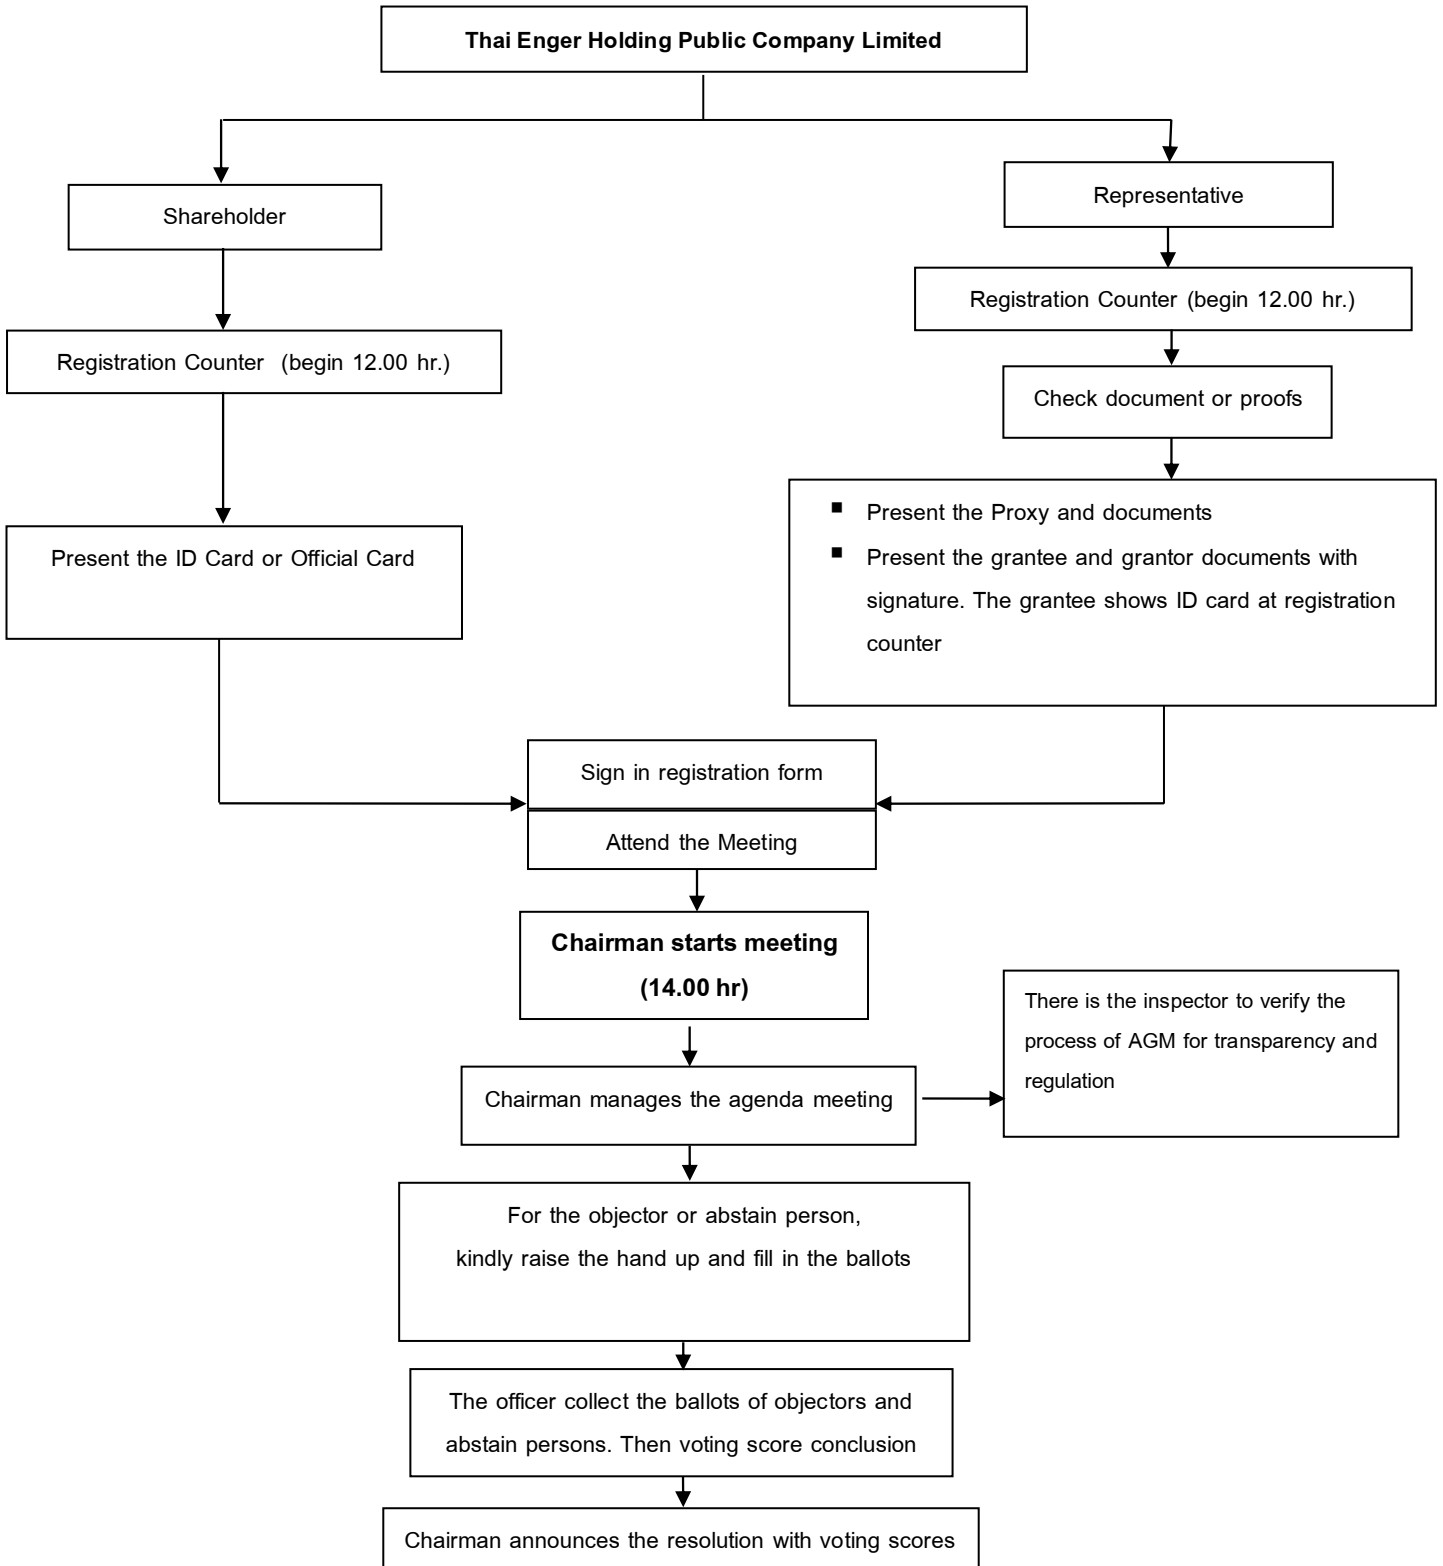 Thai Enger Holding Public Company Limited
Shareholder
Representative
Registration Counter (begin 12.00 hr.)
Registration Counter (begin 12.00 hr.)
Check document or proofs
Present the ID Card or Official Card
▪ Present the Proxy and documents
▪ Present the grantee and grantor documents with
signature. The grantee shows ID card at registration
counter
Sign in registration form
Attend the Meeting
Chairman starts meeting
(14.00 hr)
There is the inspector to verify the
process of AGM for transparency and
regulation
Chairman manages the agenda meeting
For the objector or abstain person,
kindly raise the hand up and fill in the ballots
The officer collect the ballots of objectors and
abstain persons. Then voting score conclusion
Chairman announces the resolution with voting scores